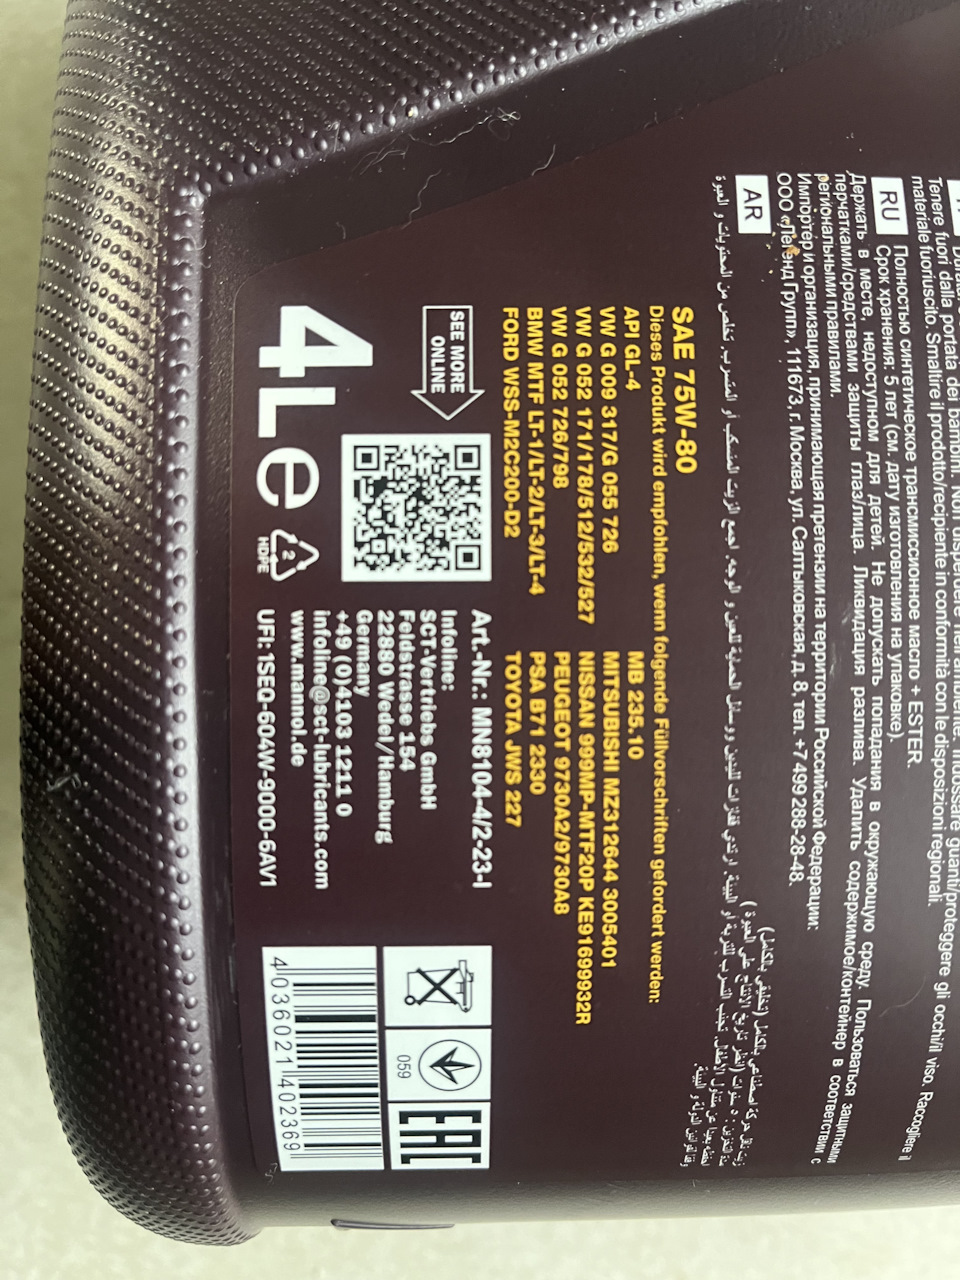 Tenere fuori dalla portata dei bambini. Non disperdere nell'ambiente. Indossare guanti/proteggere gli occhi/il viso. Raccogliere il
materiale fuoriuscito. Smaltire il prodotto/recipiente in conformità con le disposizioni regionali.
RU
Полностью синтетическое трансмиссионное масло + ESTER
Срок хранения: 5 лет (см. дату изготовления на упаковке).
Держать в месте, недоступном для детей. Не допускать попадания в окружающую среду. Пользоваться защитными
перчатками/средствами защиты глаз/лица. Ликвидация разлива. Удалить содержимое/контейнер в соответствии с
региональными правилами.
Импортер и организация, принимающая претензии на территории Российской Федерации:
ООО «Легенд Групп», 111673, г. Москва, ул. Салтыковская, д. 8, тел. +7 499 288-28-48.
AR
SAE 75W-80
Dieses Produkt wird empfohlen, wenn folgende Füllvorschriften gefordert werden:
API GL-4
VW G 009 317/G 055 726
VW G 052 171/178/512/532/527
VW G 052 726/798
BMW MTF LT-1/LT-2/LT-3/LT-4
FORD WSS-M2C200-D2
MB 235.10
MITSUBISHI MZ312644 3005401
NISSAN 999MP-MTF20P KE9169993​2R
PEUGEOT 9730A2/9730A8
PSA B71 2330
TOYOTA JWS 227
SEE MORE
ONLINE
4Le
2
HDPE
Art.-Nr.: MN8104-4/2-23-I
Infoline:
SCT-Vertriebs GmbH
Feldstrasse 154
22880 Wedel/Hamburg
Germany
+49 (0)4103 1211 0
infoline@sct-lubricants.com
www.mannol.de
UFI: 1SEQ-604W-9000-6AV1
059
EAC
4 036021 402369